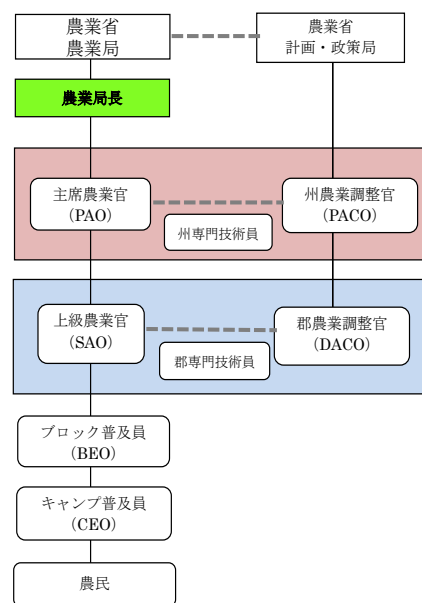 農業省
農業局
農業省
計画・政策局
農業局長
主席農業官
(PAO)
州農業調整官
(PACO)
州専門技術員
上級農業官
(SAO)
郡農業調整官
(DACO)
郡専門技術員
ブロック普及員
(BEO)
キャンプ普及員
(CEO)
農民